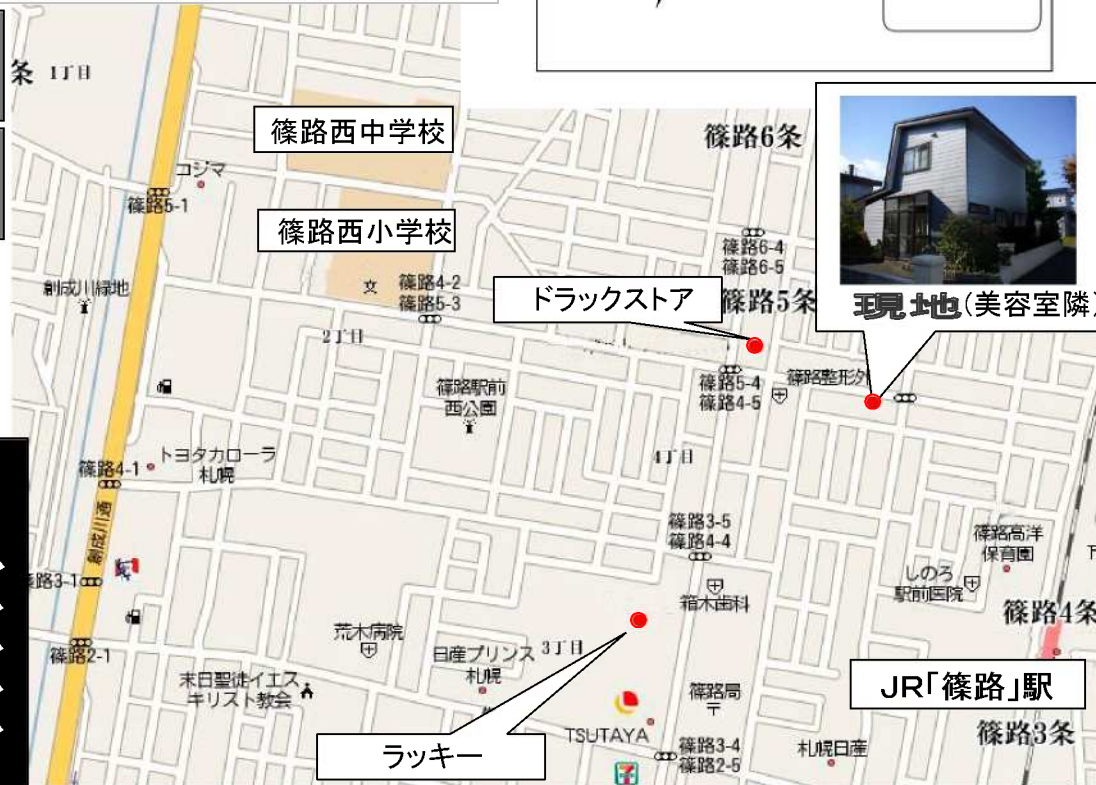 条 1丁目
篠路西中学校
篠路6条
コジマ
篠路5-1
篠路西小学校
篠路6-4
篠路6-5
創成川緑地
文
篠路4-2
篠路5-3
ドラックストア
篠路5条
現地(美容室隣)
2丁目
篠路駅前
西公園
篠路5-4
篠路4-5
篠路整形外
4丁目
トヨタカローラ
札幌
篠路4-1
創成川通
篠路3-5
篠路4-4
篠路高洋
保育園
しのろ
駅前医院
篠路3-1
箱木歯科
篠路4条
荒木病院
日産プリンス
札幌
3丁目
篠路2-1
末日聖徒イエス
キリスト教会
篠路局
JR「篠路」駅
TSUTAYA
篠路3-4
篠路2-5
札幌日産
篠路3条
ラッキー